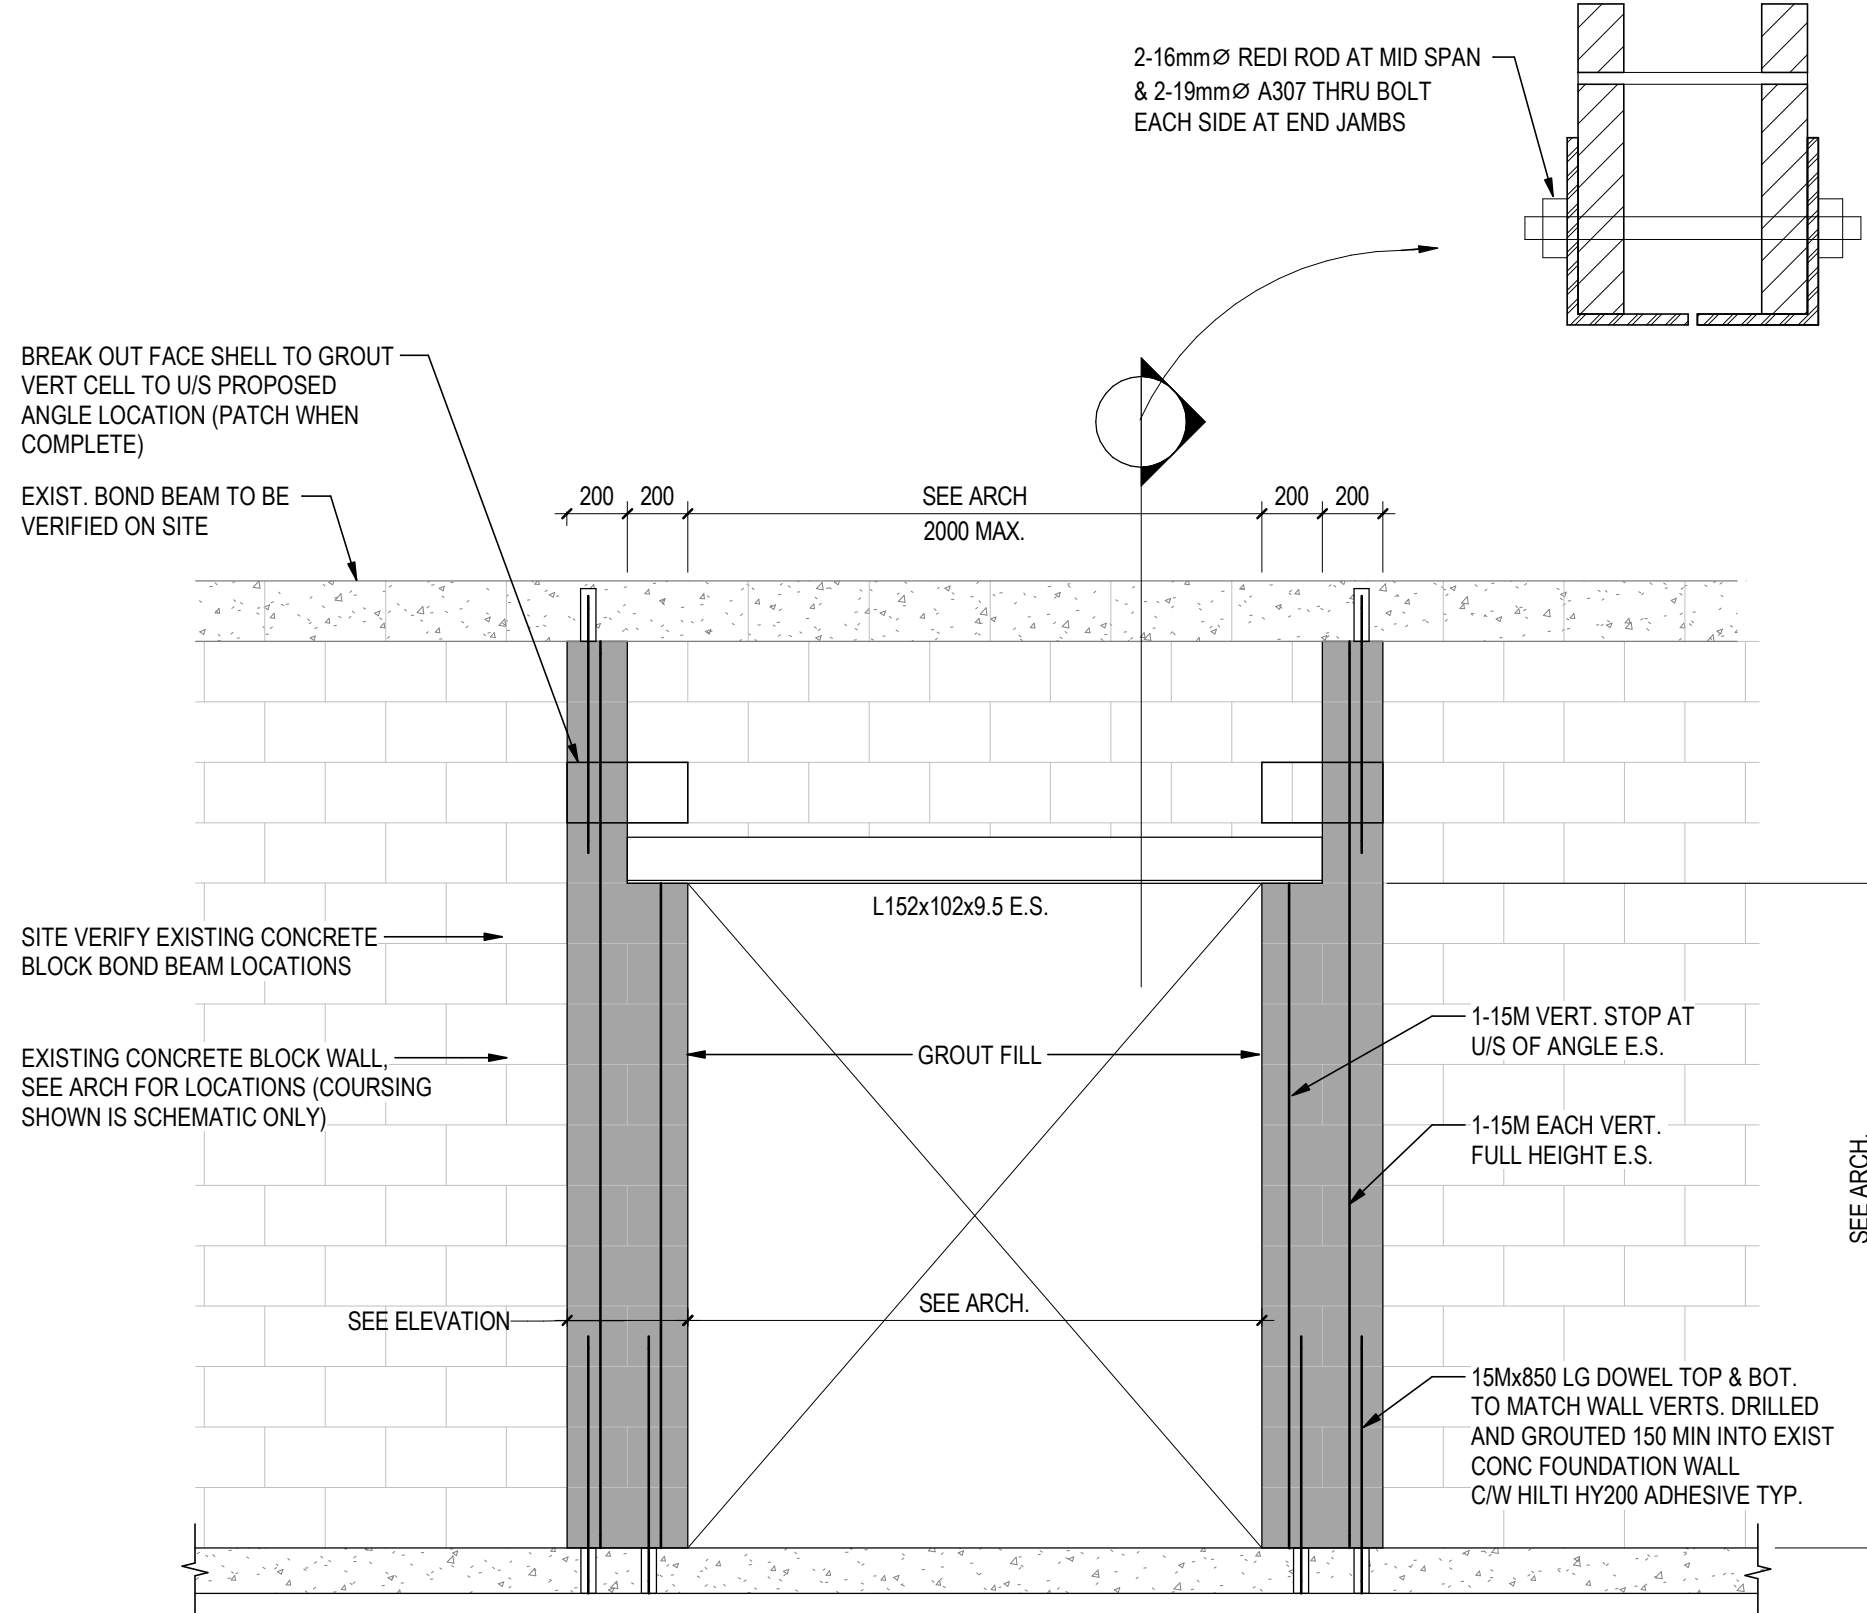 2-16mmØ REDI ROD AT MID SPAN
& 2-19mmØ A307 THRU BOLT
EACH SIDE AT END JAMBS
BREAK OUT FACE SHELL TO GROUT
VERT CELL TO U/S PROPOSED
ANGLE LOCATION (PATCH WHEN
COMPLETE)
EXIST. BOND BEAM TO BE
VERIFIED ON SITE
200 200 SEE ARCH 200 200
2000 MAX.
L152x102x9.5 E.S.
SITE VERIFY EXISTING CONCRETE
BLOCK BOND BEAM LOCATIONS
EXISTING CONCRETE BLOCK WALL,
SEE ARCH FOR LOCATIONS (COURSING
SHOWN IS SCHEMATIC ONLY)
GROUT FILL
1-15M VERT. STOP AT
U/S OF ANGLE E.S.
1-15M EACH VERT.
FULL HEIGHT E.S.
SEE ARCH.
SEE ELEVATION
SEE ARCH.
15Mx850 LG DOWEL TOP & BOT.
TO MATCH WALL VERTS. DRILLED
AND GROUTED 150 MIN INTO EXIST
CONC FOUNDATION WALL
C/W HILTI HY200 ADHESIVE TYP.